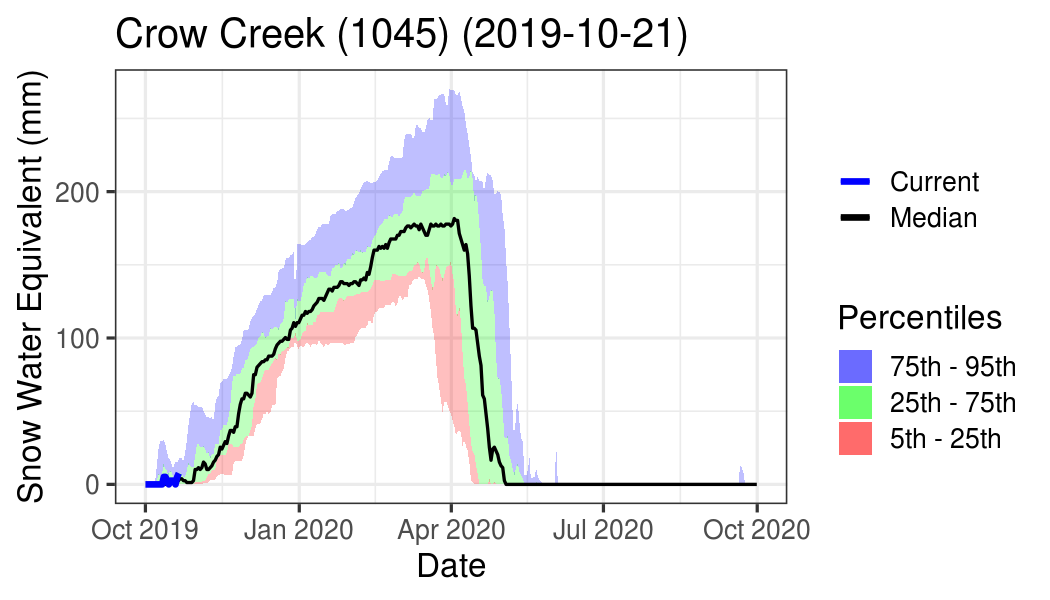 Crow Creek (1045) (2019-10-21)
Snow Water Equivalent (mm)
200
100
0
Oct 2019
Jan 2020
Apr 2020
Jul 2020
Oct 2020
Date
Current
Median
Percentiles
75th - 95th
25th - 75th
5th - 25th